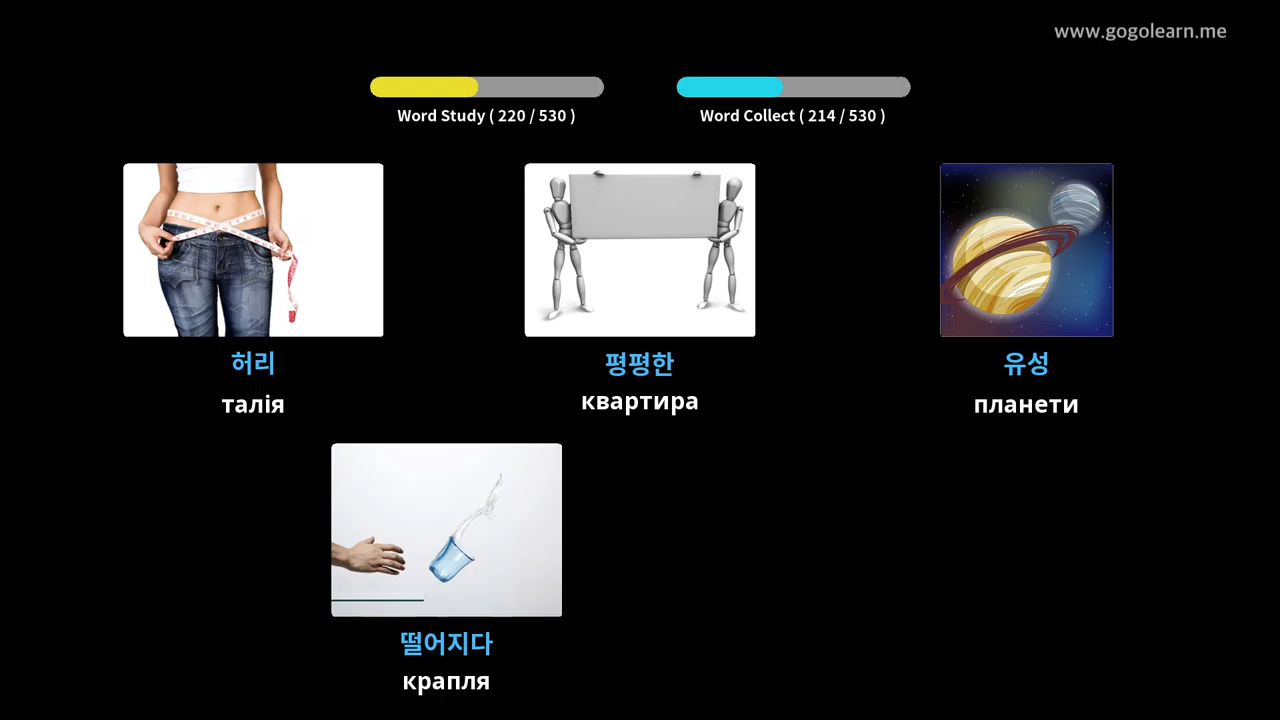 www.gogolearn.me
Word Study ( 220 / 530 )
Word Collect ( 214 / 530 )
허리
평평한
유성
талія
квартира
планети
떨어지다
крапля